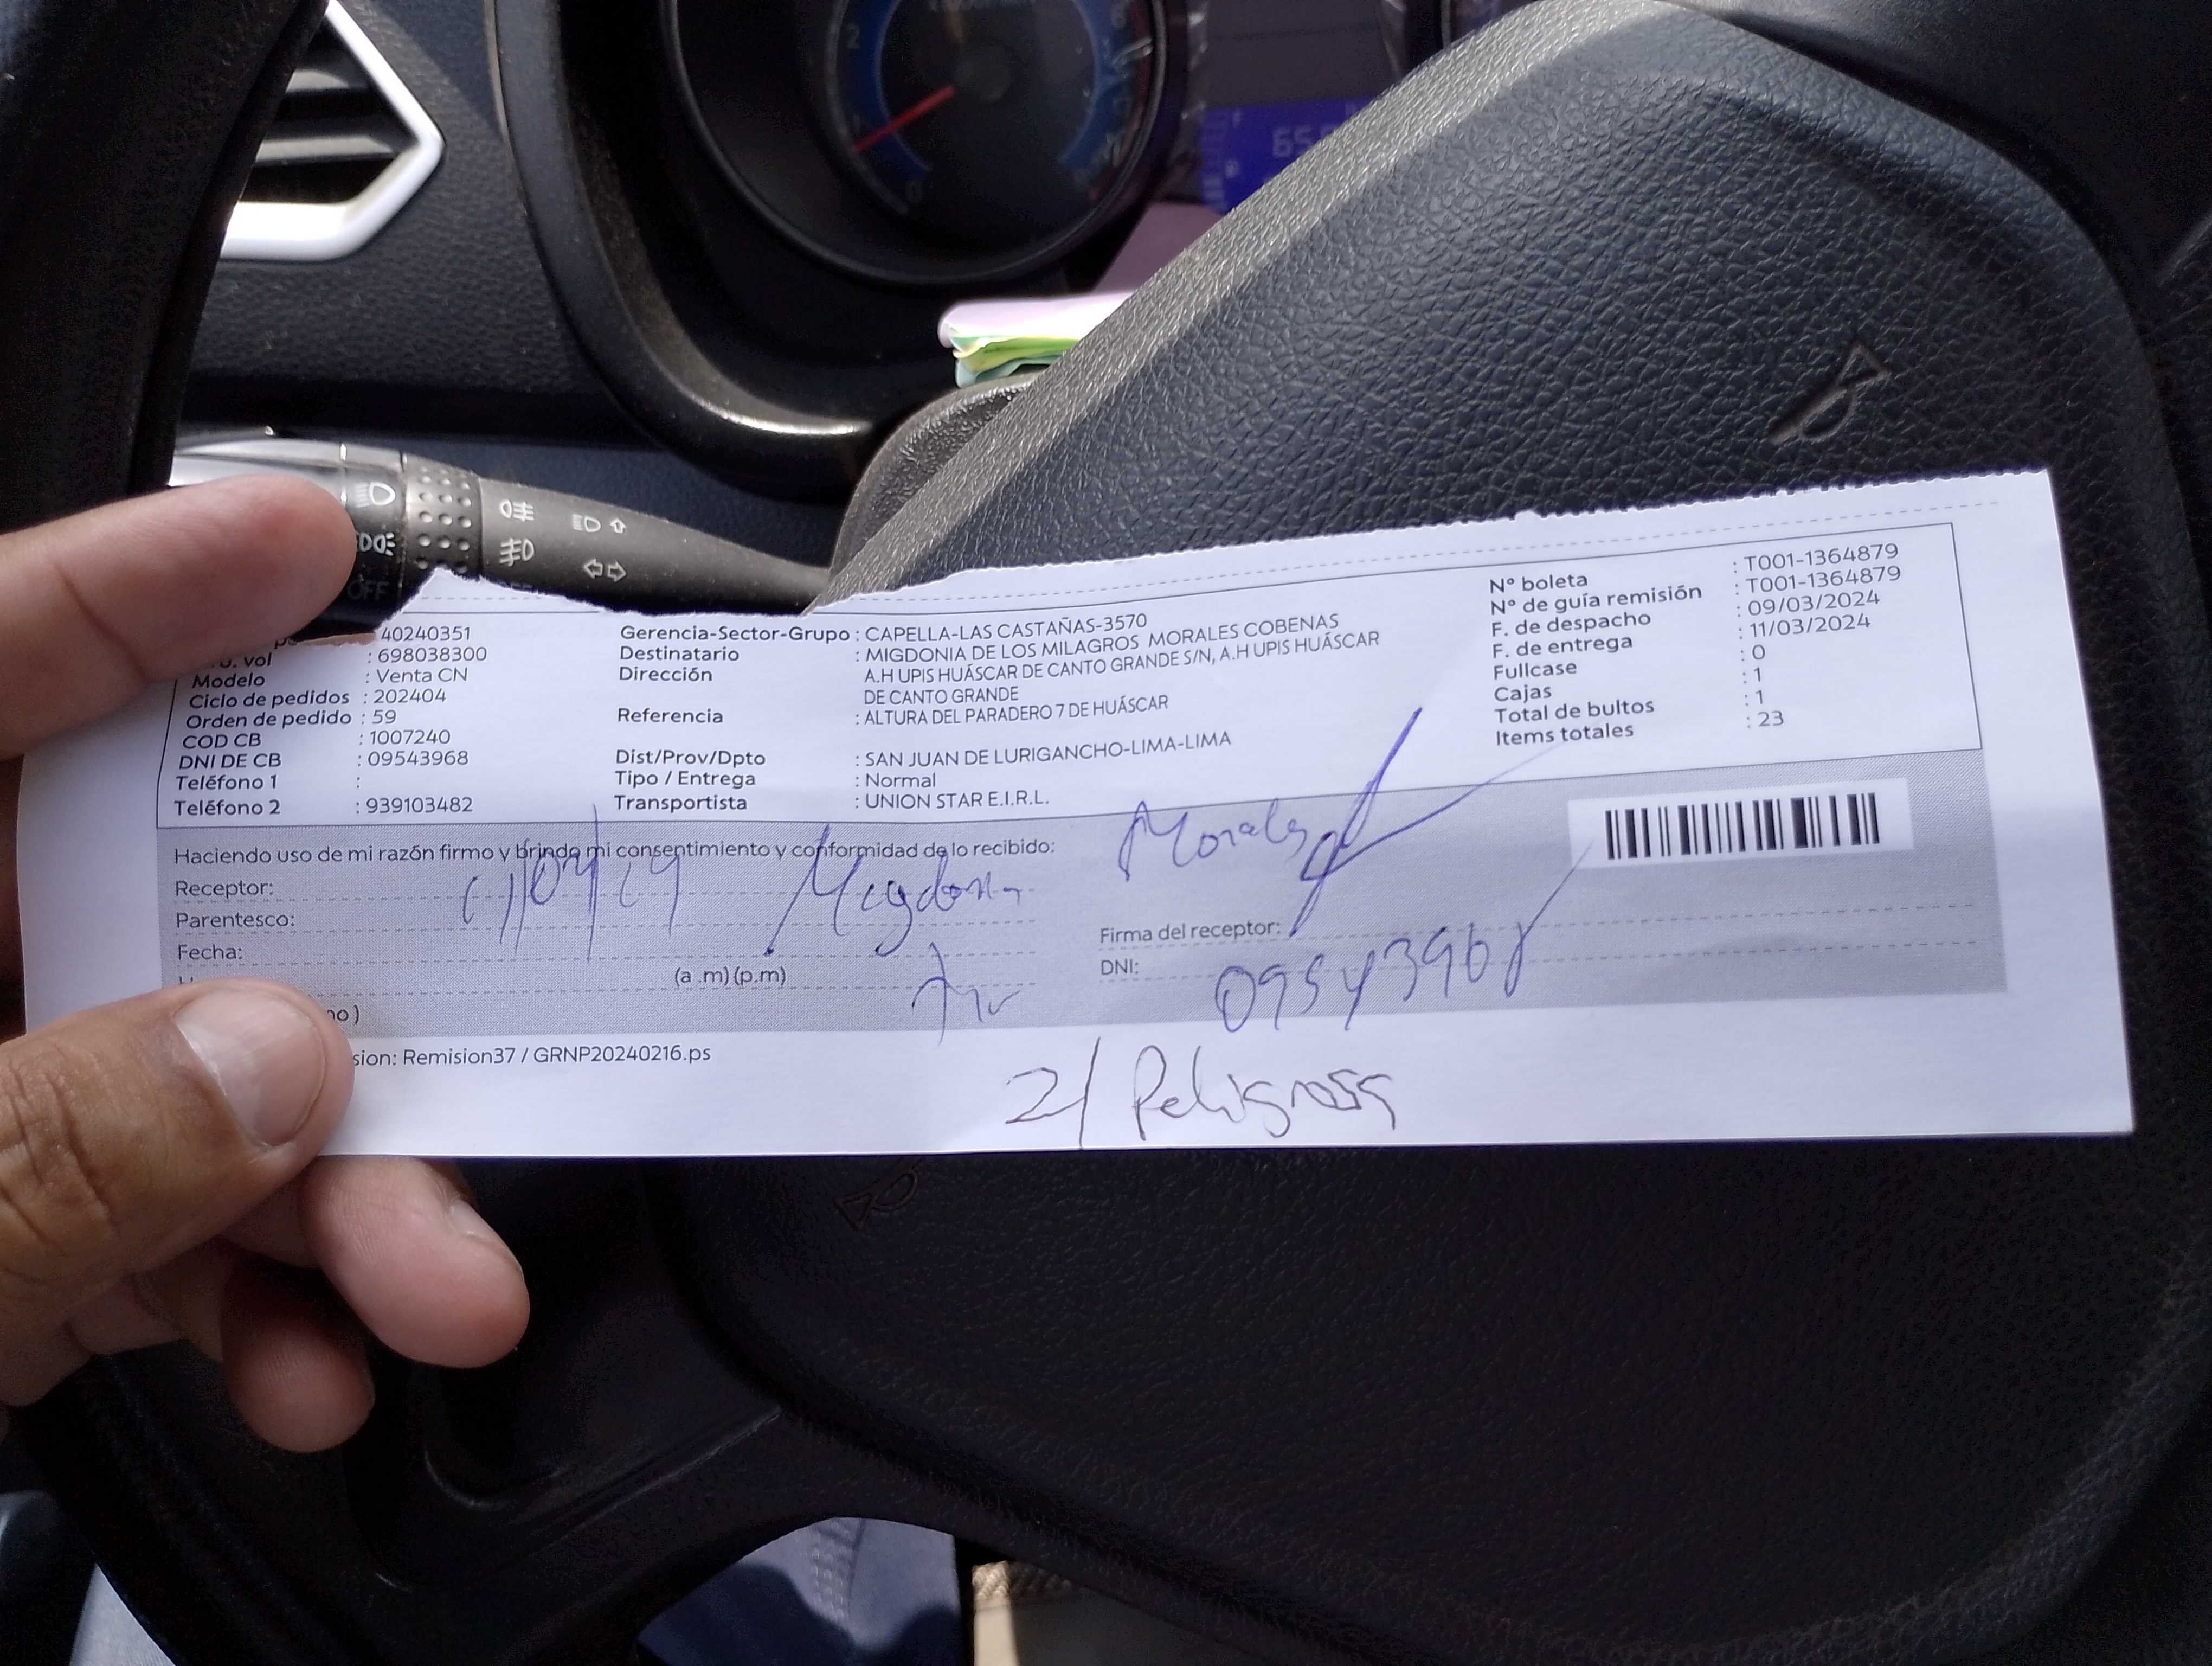 40240351
vol : 698038300
Modelo : Venta CN
Ciclo de pedidos : 202404
Orden de pedido : 59
COD CB : 1007240
DNI DE CB : 09543968
Teléfono 1 :
Teléfono 2 : 939103482
Gerencia-Sector-Grupo : CAPELLA-LAS CASTAÑAS-3570
Destinatario : MIGDONIA DE LOS MILAGROS MORALES COBENAS
Dirección : A.H UPIS HUÁSCAR DE CANTO GRANDE S/N, A.H UPIS HUÁSCAR
DE CANTO GRANDE
Referencia : ALTURA DEL PARADERO 7 DE HUÁSCAR
Dist/Prov/Dpto : SAN JUAN DE LURIGANCHO-LIMA-LIMA
Tipo / Entrega : Normal
Transportista : UNION STAR E.I.R.L.
N° boleta : T001-1364879
N° de guía remisión : T001-1364879
F. de despacho : 09/03/2024
F. de entrega : 11/03/2024
Fullcase : 0
Cajas : 1
Total de bultos : 1
Items totales : 23
Haciendo uso de mi razón firmo y brindo mi consentimiento y conformidad de lo recibido:
Morales
Receptor:
Parentesco:
Migdonia
Fecha:
(a .m) (p.m)
Firma del receptor:
DNI: 09543968
sion: Remision37 / GRNP20240216.ps
2/ Peligrosa
OFF